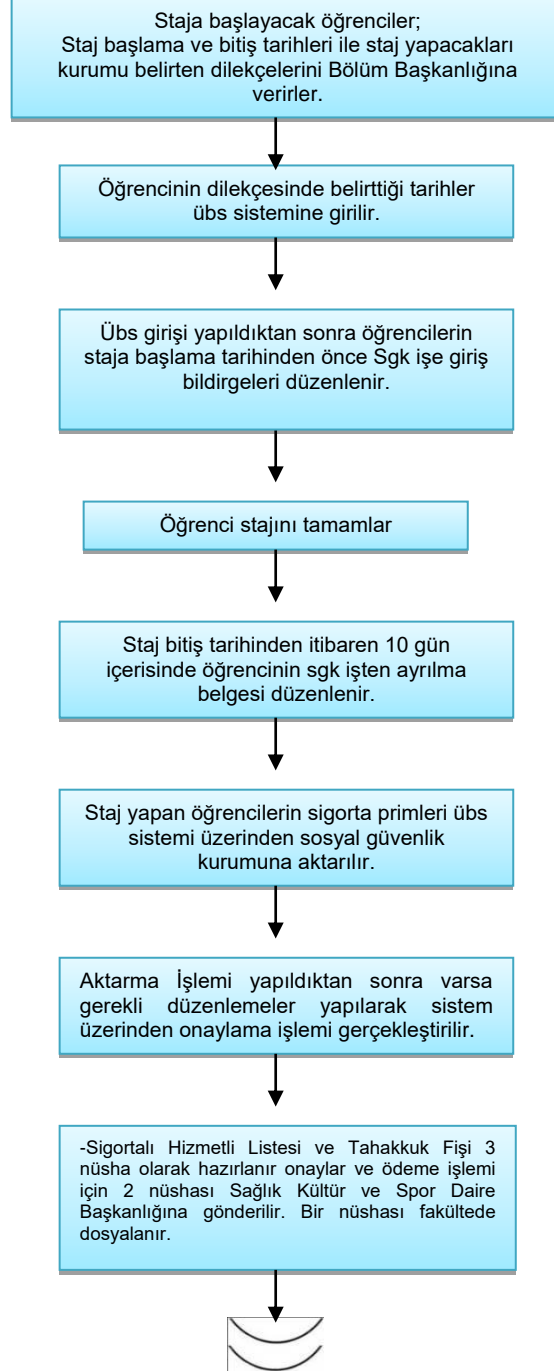 Staja başlayacak öğrenciler;
Staj başlama ve bitiş tarihleri ile staj yapacakları
kurumu belirten dilekçelerini Bölüm Başkanlığına
verirler.
Öğrencinin dilekçesinde belirttiği tarihler
übs sistemine girilir.
Übs girişi yapıldıktan sonra öğrencilerin
staja başlama tarihinden önce Sgk işe giriş
bildirgeleri düzenlenir.
Öğrenci stajını tamamlar
Staj bitiş tarihinden itibaren 10 gün
içerisinde öğrencinin sgk işten ayrılma
belgesi düzenlenir.
Staj yapan öğrencilerin sigorta primleri übs
sistemi üzerinden sosyal güvenlik
kurumuna aktarılır.
Aktarma İşlemi yapıldıktan sonra varsa
gerekli düzenlemeler yapılarak sistem
üzerinden onaylama işlemi gerçekleştirilir.
-Sigortalı Hizmetli Listesi ve Tahakkuk Fişi 3
nüsha olarak hazırlanır onaylar ve ödeme işlemi
için 2 nüshası Sağlık Kültür ve Spor Daire
Başkanlığına gönderilir. Bir nüshası fakültede
dosyalanır.